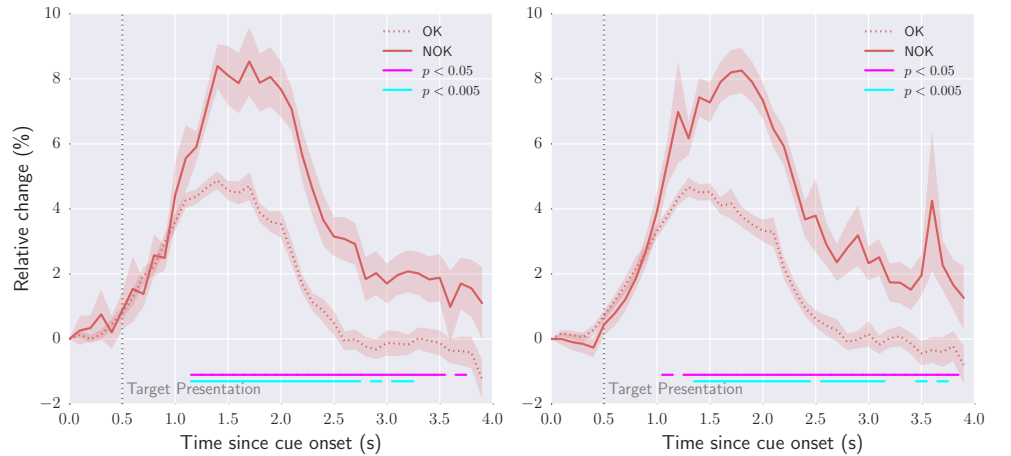 10
8
6
4
2
0
−2
Relative change (%)
OK
NOK
p < 0.05
p < 0.005
Target Presentation
0.0 0.5 1.0 1.5 2.0 2.5 3.0 3.5 4.0
Time since cue onset (s)
10
8
6
4
2
0
−2
OK
NOK
p < 0.05
p < 0.005
Target Presentation
0.0 0.5 1.0 1.5 2.0 2.5 3.0 3.5 4.0
Time since cue onset (s)